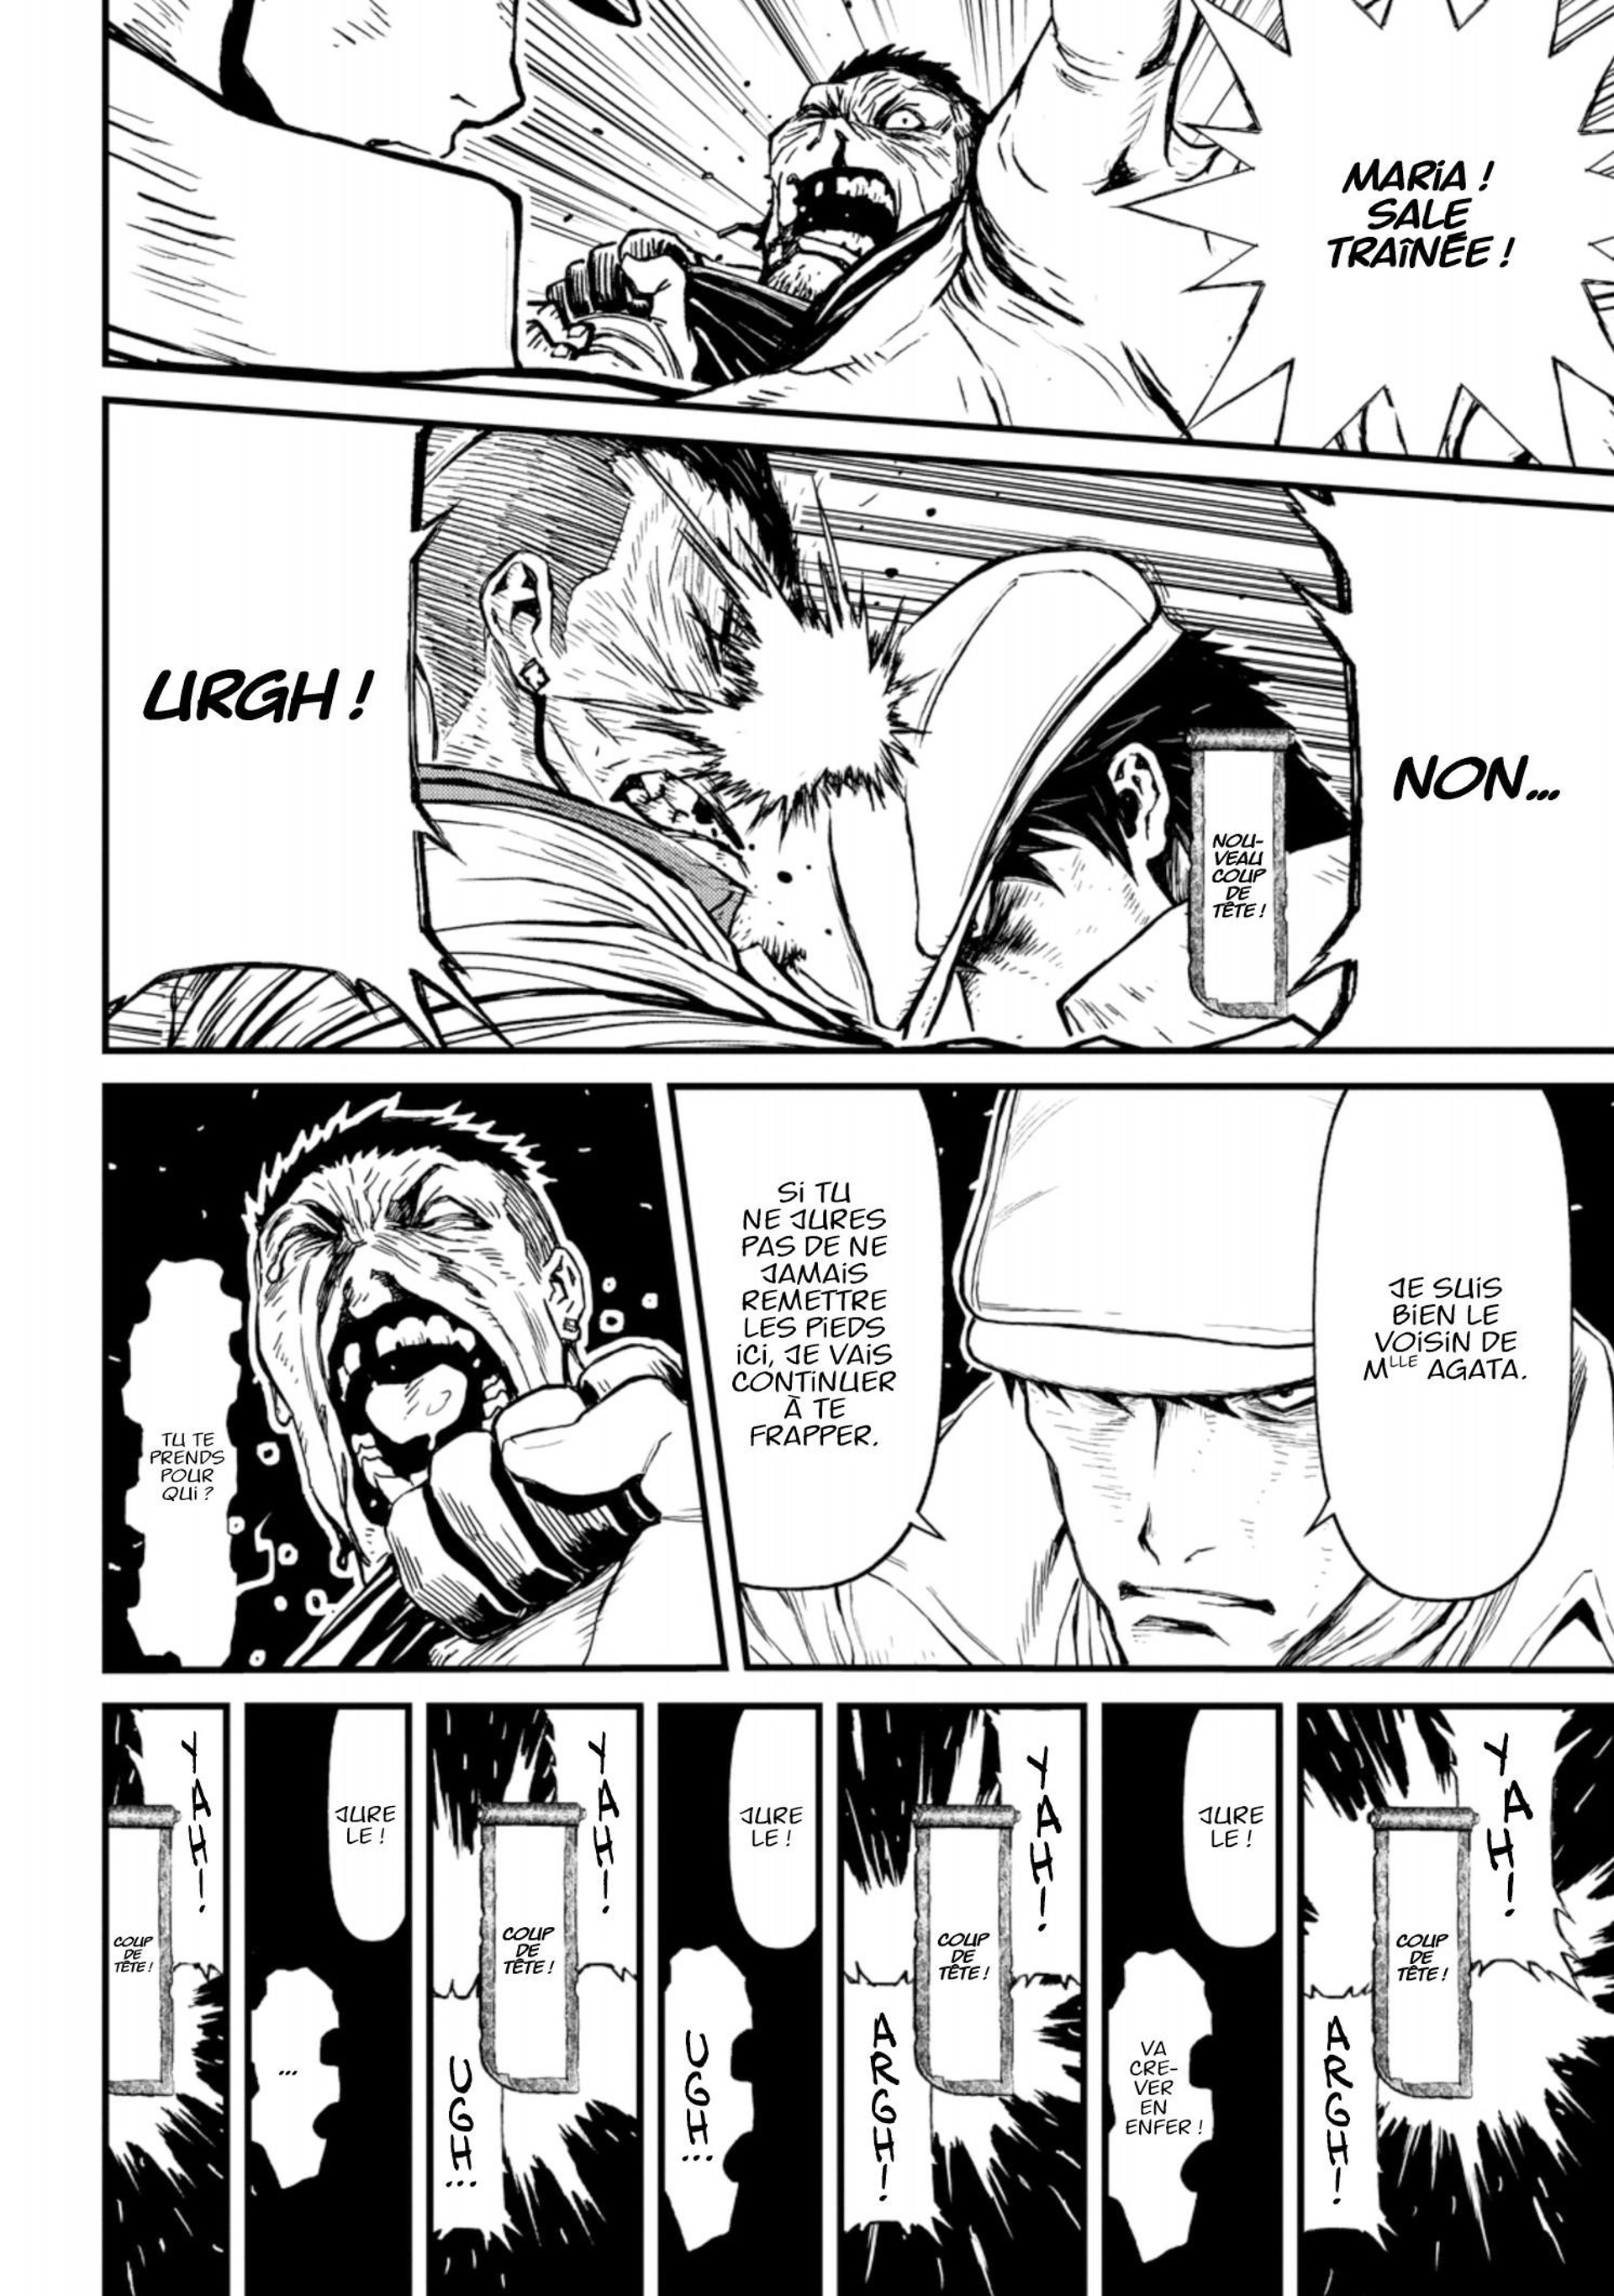 MARIA !
SALE
TRAÎNÉE !
NON...
NOU-
VEAU
COUP
DE
TÊTE !
URGH !
JE SUIS
BIEN LE
VOISIN DE
MLLE AGATA.
SI TU
NE JURES
PAS DE NE
JAMAIS
REMETTRE
LES PIEDS
ICI, JE VAIS
CONTINUER
À TE
FRAPPER.
TU TE
PRENDS
POUR
QUI ?
YAH !
COUP
DE
TÊTE !
ARGH !
JURE
LE !
VA
CRE-
VER
EN
ENFER !
YAH !
COUP
DE
TÊTE !
ARGH !
JURE
LE !
UGH...
YAH !
COUP
DE
TÊTE !
UGH...
JURE
LE !
...
YAH !
COUP
DE
TÊTE !